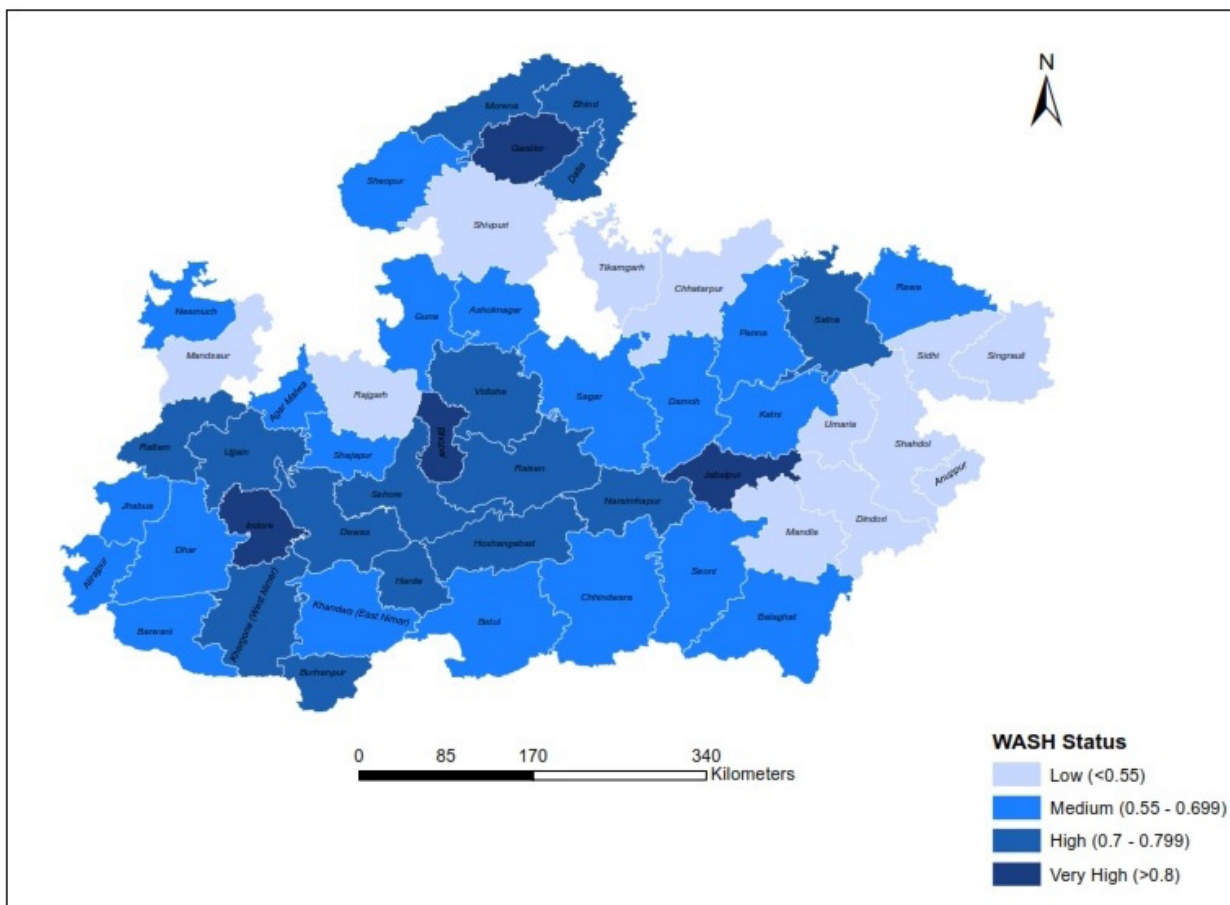 N
Morena
Bhind
Gwalior
Datia
Sheopur
Shivpuri
Tikamgarh
Chhatarpur
Rewa
Neemuch
Guna
Ashoknagar
Panna
Satna
Mandsaur
Sidhi
Singrauli
Agar Malwa
Rajgarh
Vidisha
Sagar
Damoh
Katni
Umaria
Ratlam
Ujjain
Shajapur
Bhopal
Raisen
Jabalpur
Shahdol
Anuppur
Jhabua
Indore
Sehore
Narsimhapur
Dewas
Dindori
Mandla
Dhar
Hoshangabad
Alirajpur
Harda
Seoni
Chhindwara
Khargone (West Nimar)
Khandwa (East Nimar)
Betul
Balaghat
Barwani
Burhanpur
0 85 170 340
Kilometers
WASH Status
Low (<0.55)
Medium (0.55 - 0.699)
High (0.7 - 0.799)
Very High (>0.8)